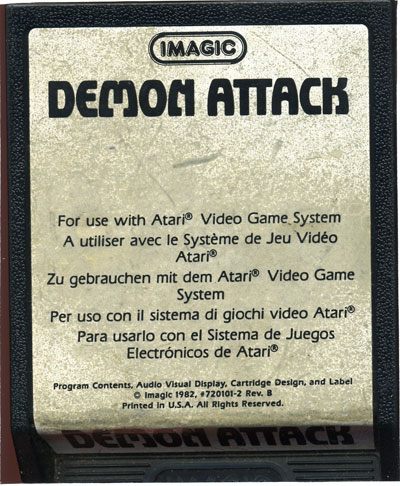 IMAGIC
DEMON ATTACK
For use with Atari® Video Game System
A utiliser avec le Système de Jeu Vidéo
Atari®
Zu gebrauchen mit dem Atari® Video Game
System
Per uso con il sistema di giochi video Atari®
Para usarlo con el Sistema de Juegos
Electrónicos de Atari®
Program Contents, Audio Visual Display, Cartridge Design, and Label
© Imagic 1982, #720101-2 Rev. B
Printed in U.S.A. All Rights Reserved.
DEMON ATTACK